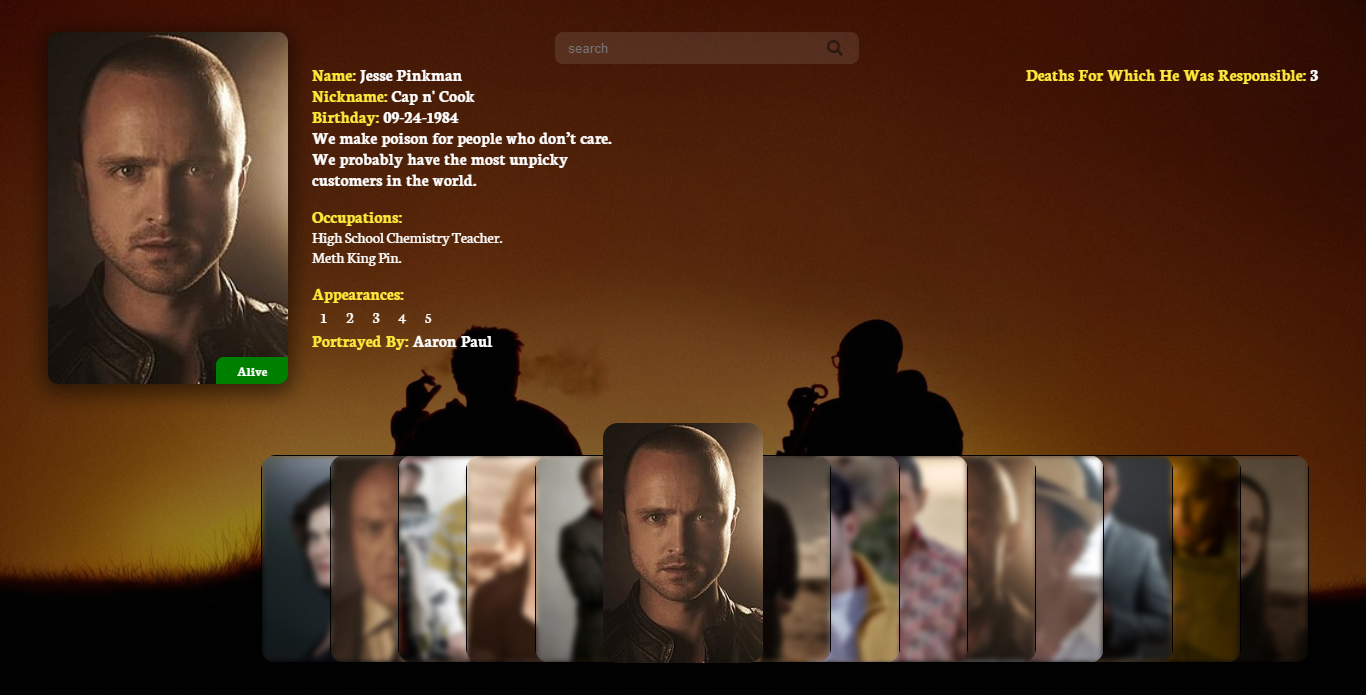 search
Name: Jesse Pinkman
Deaths For Which He Was Responsible: 3
Nickname: Cap n' Cook
Birthday: 09-24-1984
We make poison for people who don’t care.
We probably have the most unpicky
customers in the world.
Occupations:
High School Chemistry Teacher.
Meth King Pin.
Appearances:
1 2 3 4 5
Portrayed By: Aaron Paul
Alive